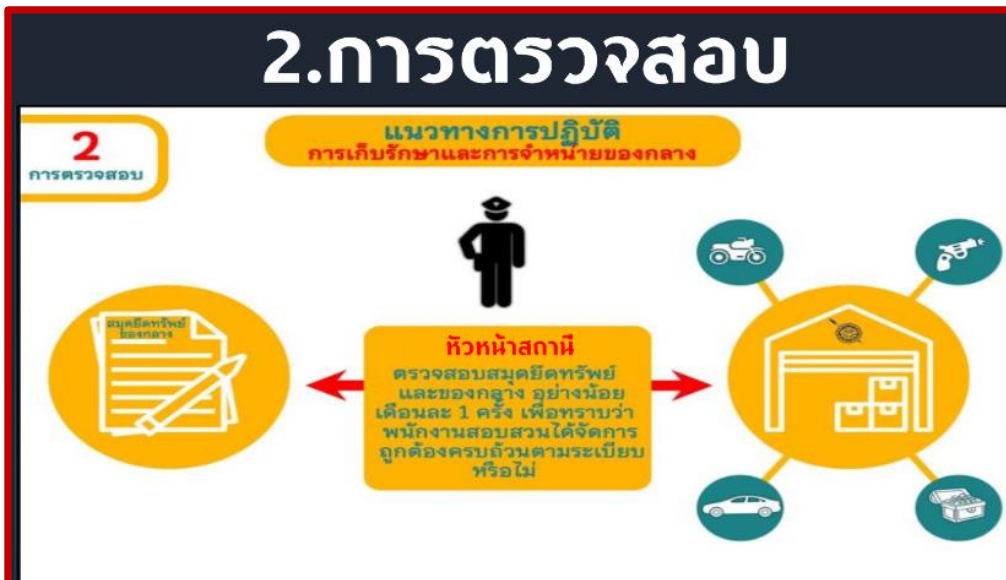 2.การตรวจสอบ
2
การตรวจสอบ
แนวทางการปฏิบัติ
การเก็บรักษาและการจำหน่ายของกลาง
สมุดยึดทรัพย์
ของกลาง
หัวหน้าสถานี
ตรวจสอบสมุดยึดทรัพย์
และของกลาง อย่างน้อย
เดือนละ 1 ครั้ง เพื่อทราบว่า
พนักงานสอบสวนได้จัดการ
ถูกต้องครบถ้วนตามระเบียบ
หรือไม่